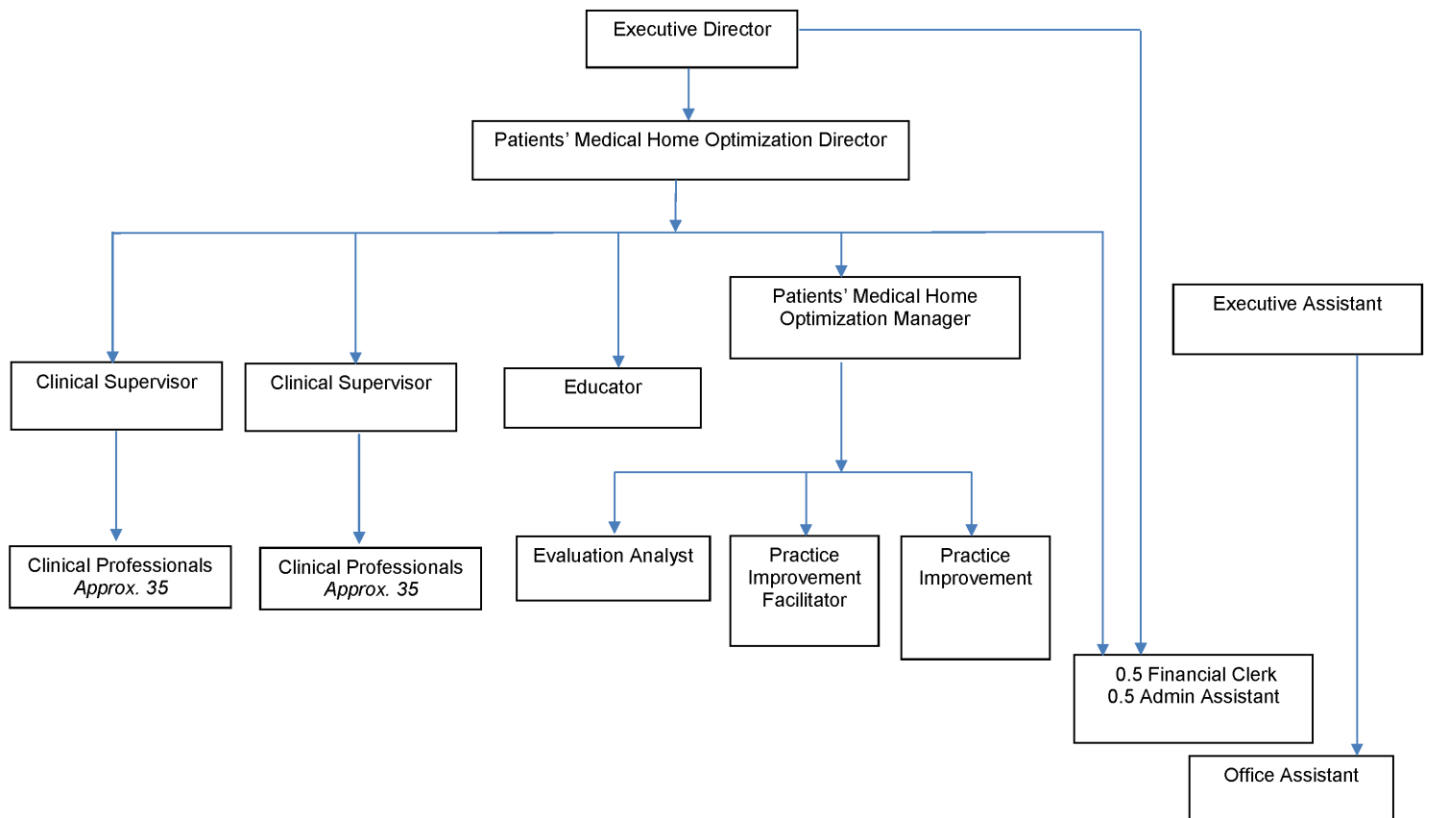 Executive Director
Patients’ Medical Home Optimization Director
Patients’ Medical Home
Optimization Manager
Executive Assistant
Clinical Supervisor
Clinical Supervisor
Educator
Clinical Professionals
Approx. 35
Clinical Professionals
Approx. 35
Evaluation Analyst
Practice
Improvement
Facilitator
Practice
Improvement
0.5 Financial Clerk
0.5 Admin Assistant
Office Assistant